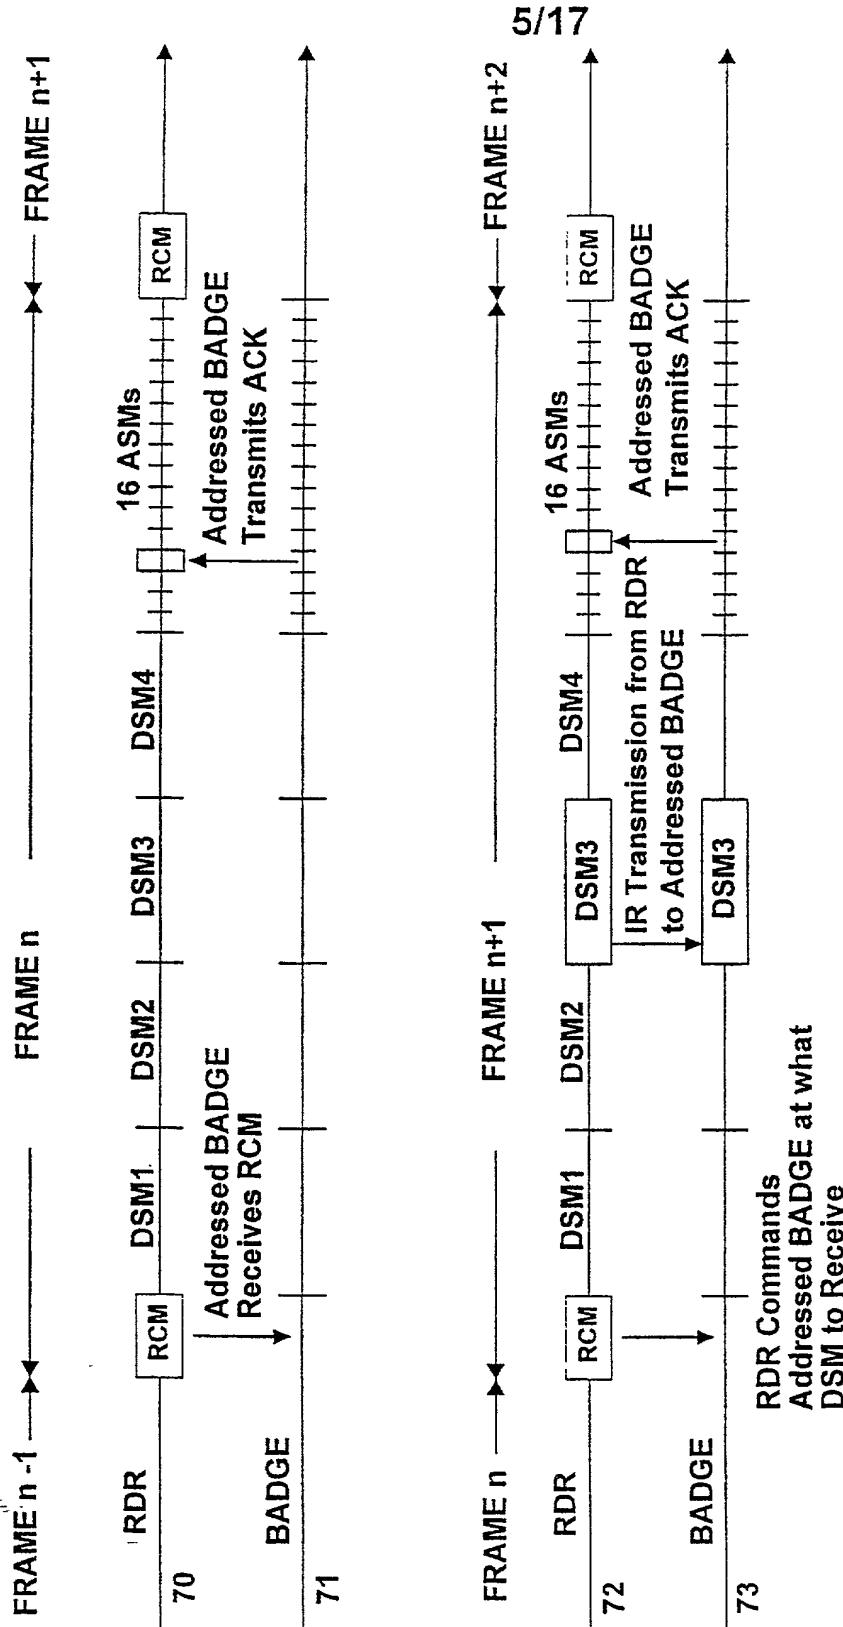 5/17
FRAME n -1
FRAME n
FRAME n+1
RDR
RCM
DSM1
DSM2
DSM3
DSM4
16 ASMs
RCM
70
Addressed BADGE
Receives RCM
Addressed BADGE
Transmits ACK
BADGE
71
FRAME n
FRAME n+1
FRAME n+2
RDR
RCM
DSM1
DSM2
DSM3
DSM4
16 ASMs
RCM
72
IR Transmission from RDR
to Addressed BADGE
Addressed BADGE
Transmits ACK
BADGE
DSM3
73
RDR Commands
Addressed BADGE at what
DSM to Receive